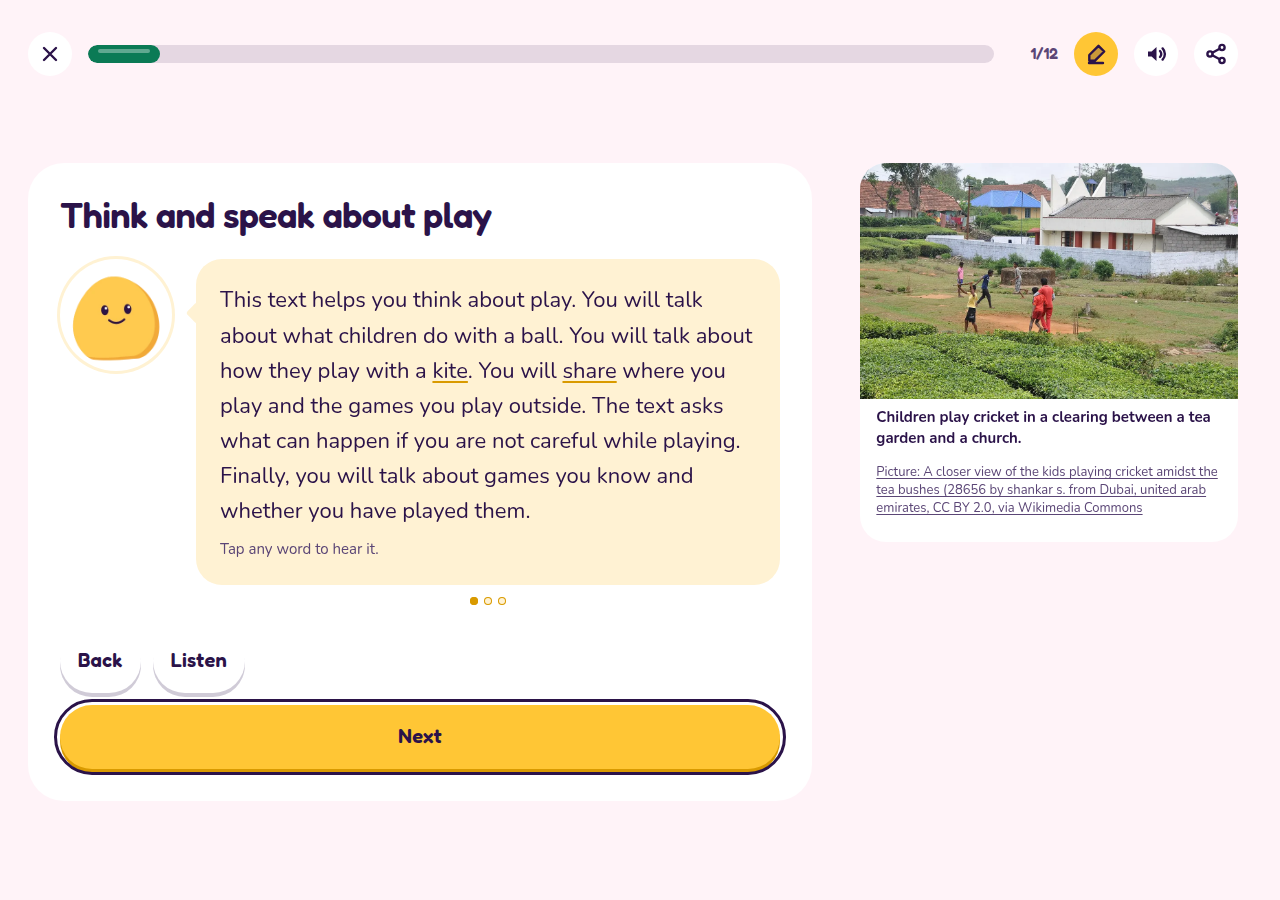 1/12
Think and speak about play
This text helps you think about play. You will talk
about what children do with a ball. You will talk about
how they play with a kite. You will share where you
play and the games you play outside. The text asks
what can happen if you are not careful while playing.
Finally, you will talk about games you know and
whether you have played them.
Tap any word to hear it.
Back
Listen
Next
Children play cricket in a clearing between a tea
garden and a church.
Picture: A closer view of the kids playing cricket amidst the
tea bushes (28656 by shankar s. from Dubai, united arab
emirates, CC BY 2.0, via Wikimedia Commons